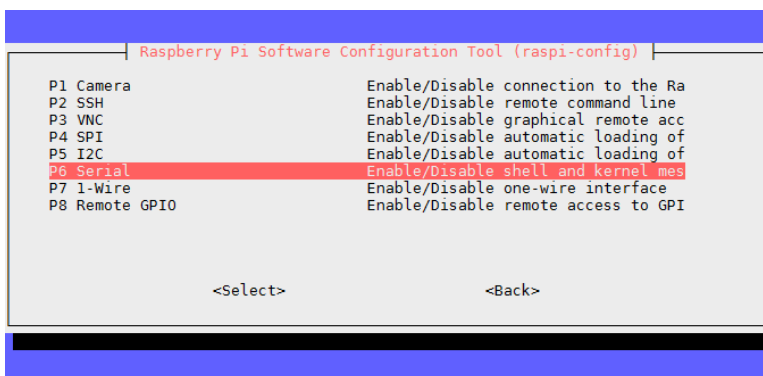 Raspberry Pi Software Configuration Tool (raspi-config)
P1 Camera Enable/Disable connection to the Ra
P2 SSH Enable/Disable remote command line
P3 VNC Enable/Disable graphical remote acc
P4 SPI Enable/Disable automatic loading of
P5 I2C Enable/Disable automatic loading of
P6 Serial Enable/Disable shell and kernel mes
P7 1-Wire Enable/Disable one-wire interface
P8 Remote GPIO Enable/Disable remote access to GPI
<Select> <Back>